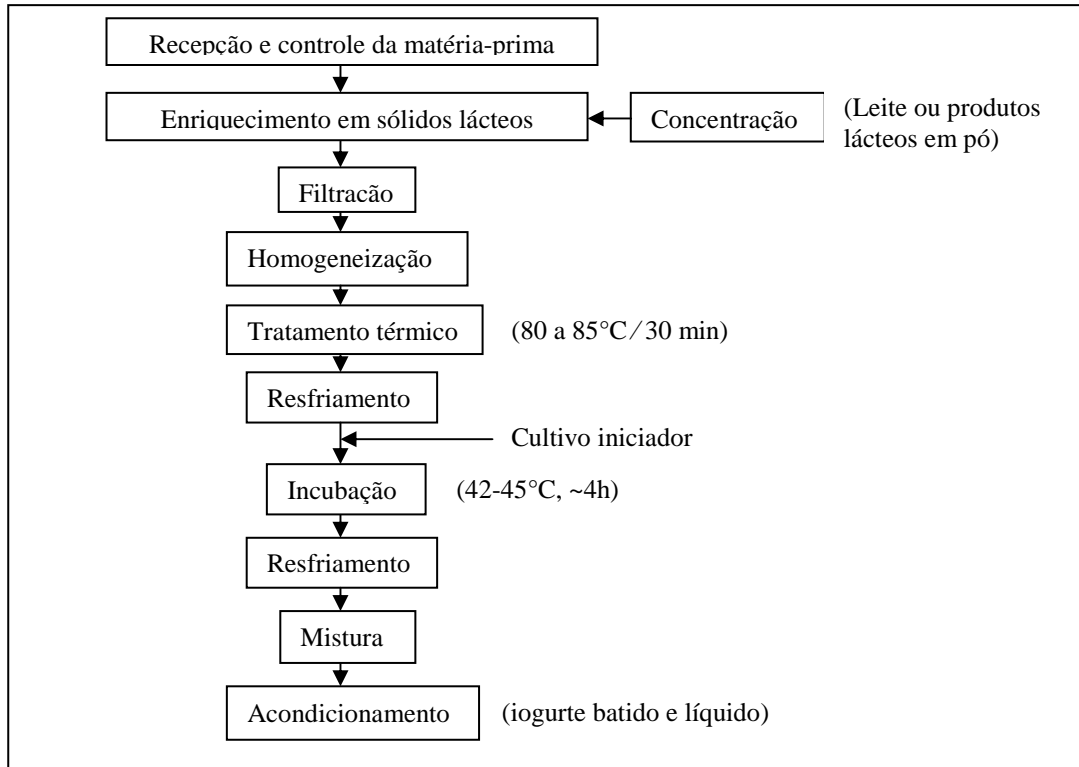 Recepção e controle da matéria-prima
Enriquecimento em sólidos lácteos
Concentração
(Leite ou produtos
lácteos em pó)
Filtracão
Homogeneização
Tratamento térmico
(80 a 85°C / 30 min)
Resfriamento
Cultivo iniciador
Incubação
(42-45°C, ~4h)
Resfriamento
Mistura
Acondicionamento
(iogurte batido e líquido)